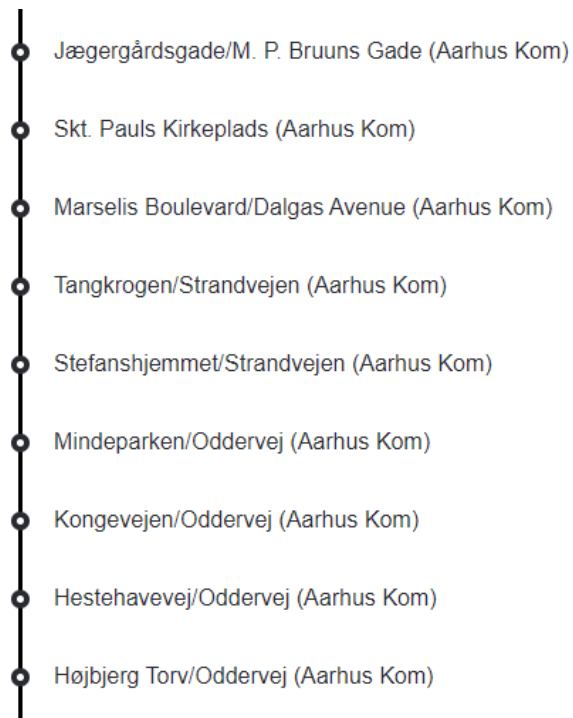 Jægergårdsgade/M. P. Bruuns Gade (Aarhus Kom)
Skt. Pauls Kirkeplads (Aarhus Kom)
Marselis Boulevard/Dalgas Avenue (Aarhus Kom)
Tangkrogen/Strandvejen (Aarhus Kom)
Stefanshjemmet/Strandvejen (Aarhus Kom)
Mindeparken/Oddervej (Aarhus Kom)
Kongevejen/Oddervej (Aarhus Kom)
Hestehavevej/Oddervej (Aarhus Kom)
Højbjerg Torv/Oddervej (Aarhus Kom)